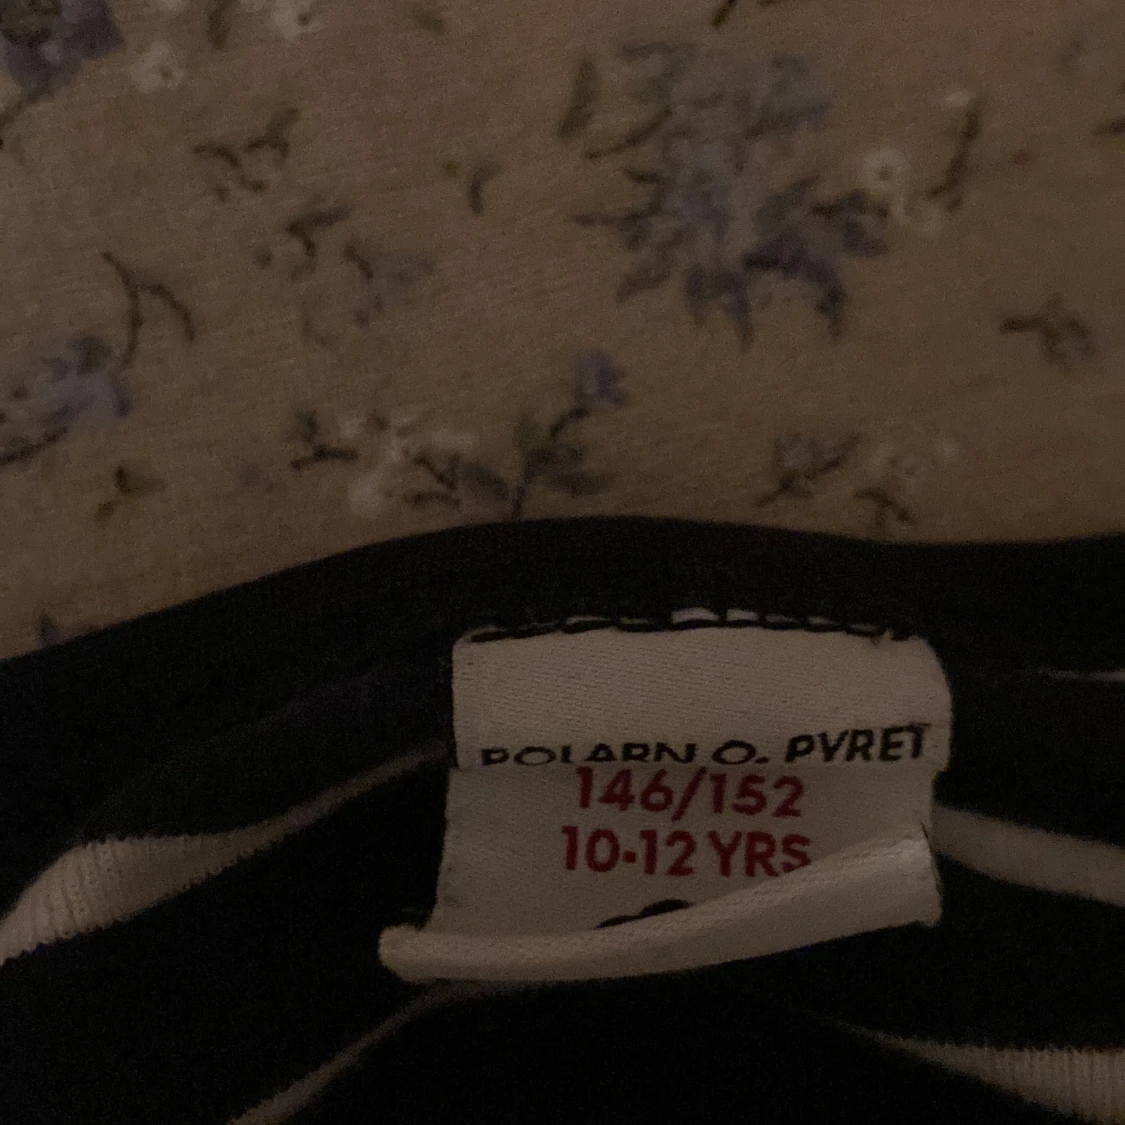 POLARN O. PYRET
146/152
10-12 YRS